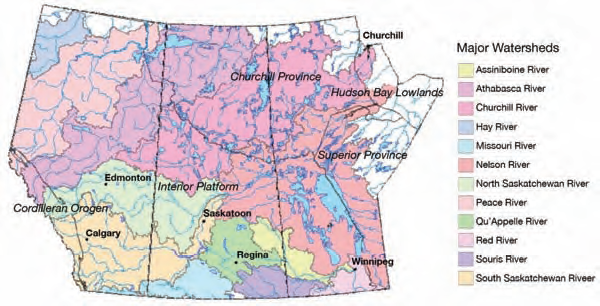 Churchill
Major Watersheds
Churchill Province
Hudson Bay Lowlands
Superior Province
Edmonton
Interior Platform
Cordilleran Orogen
Saskatoon
Calgary
Regina
Winnipeg
Assiniboine River
Athabasca River
Churchill River
Hay River
Missouri River
Nelson River
North Saskatchewan River
Peace River
Qu'Appelle River
Red River
Souris River
South Saskatchewan Riveer